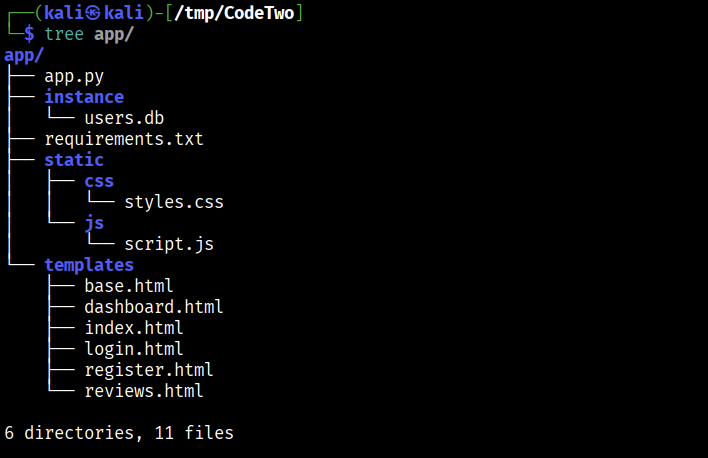 ┌──(kali㉿kali)-[/tmp/CodeTwo]
└─$ tree app/
app/
├── app.py
├── instance
│   └── users.db
├── requirements.txt
├── static
│   ├── css
│   │   └── styles.css
│   └── js
│       └── script.js
└── templates
    ├── base.html
    ├── dashboard.html
    ├── index.html
    ├── login.html
    ├── register.html
    └── reviews.html

6 directories, 11 files